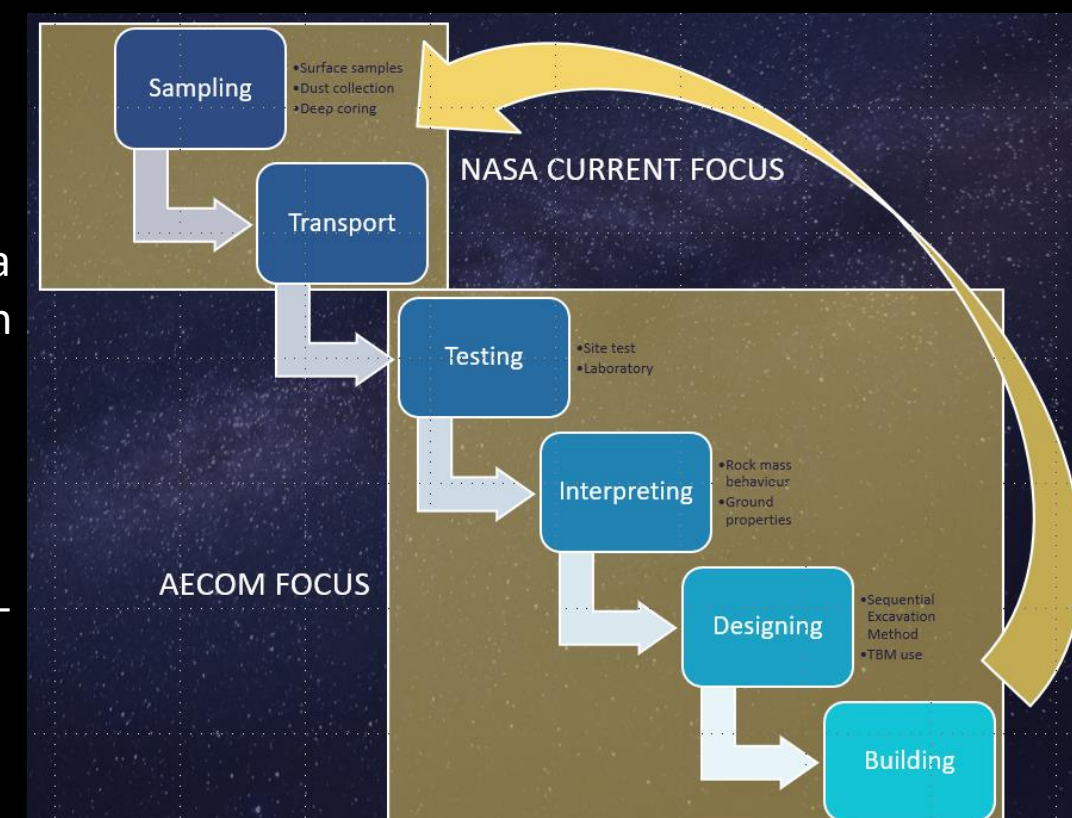 Sampling
•Surface samples
•Dust collection
•Deep coring
NASA CURRENT FOCUS
Transport
a
n
Testing
•Site test
•Laboratory
Interpreting
•Rock mass
behaviour
•Ground
properties
AECOM FOCUS
–
Designing
•Sequential
Excavation
Method
•TBM use
Building